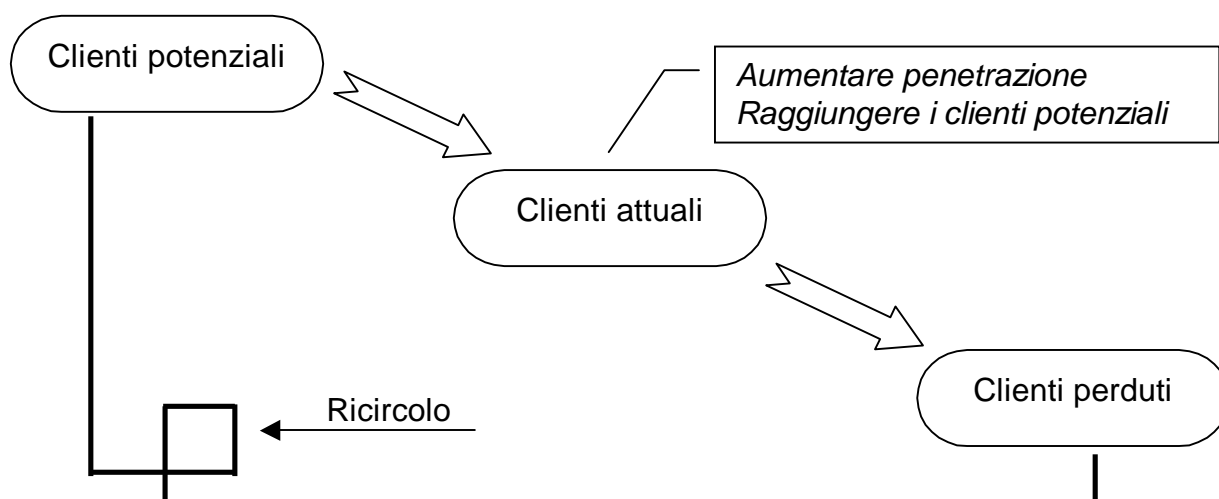 Clienti potenziali
Aumentare penetrazione
Raggiungere i clienti potenziali
Clienti attuali
Clienti perduti
Ricircolo